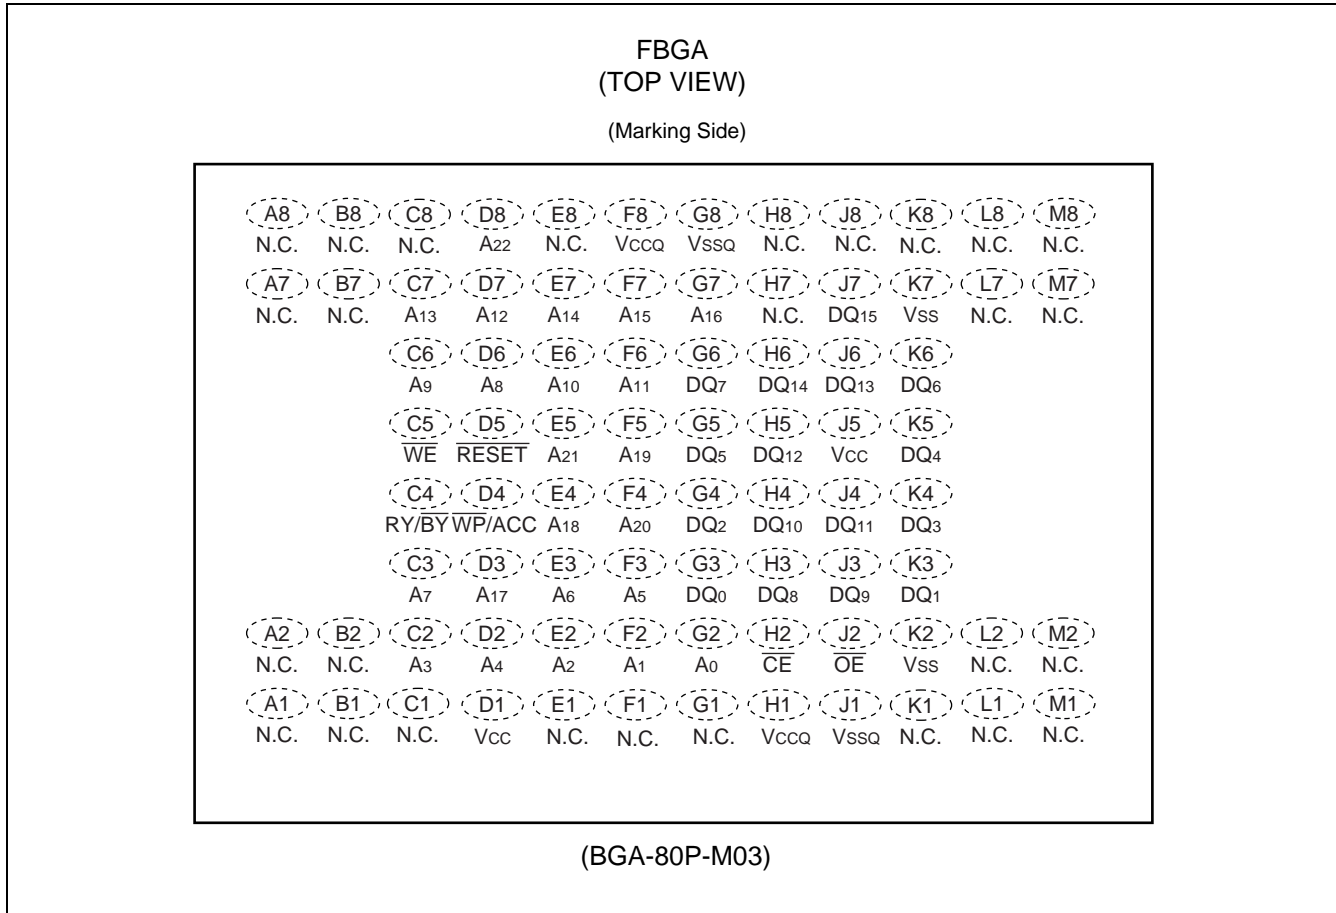 FBGA
(TOP VIEW)
(Marking Side)
A8 B8 C8 D8 E8 F8 G8 H8 J8 K8 L8 M8
N.C. N.C. N.C. A22 N.C. VCCQ VSSQ N.C. N.C. N.C. N.C. N.C.
A7 B7 C7 D7 E7 F7 G7 H7 J7 K7 L7 M7
N.C. N.C. A13 A12 A14 A15 A16 N.C. DQ15 VSS N.C. N.C.
C6 D6 E6 F6 G6 H6 J6 K6
A9 A8 A10 A11 DQ7 DQ14 DQ13 DQ6
C5 D5 E5 F5 G5 H5 J5 K5
W̅E̅ R̅E̅S̅E̅T̅ A21 A19 DQ5 DQ12 VCC DQ4
C4 D4 E4 F4 G4 H4 J4 K4
RY/B̅Y̅ W̅P̅/ACC A18 A20 DQ2 DQ10 DQ11 DQ3
C3 D3 E3 F3 G3 H3 J3 K3
A7 A17 A6 A5 DQ0 DQ8 DQ9 DQ1
A2 B2 C2 D2 E2 F2 G2 H2 J2 K2 L2 M2
N.C. N.C. A3 A4 A2 A1 A0 C̅E̅ O̅E̅ VSS N.C. N.C.
A1 B1 C1 D1 E1 F1 G1 H1 J1 K1 L1 M1
N.C. N.C. N.C. VCC N.C. N.C. N.C. VCCQ VSSQ N.C. N.C. N.C.
(BGA-80P-M03)